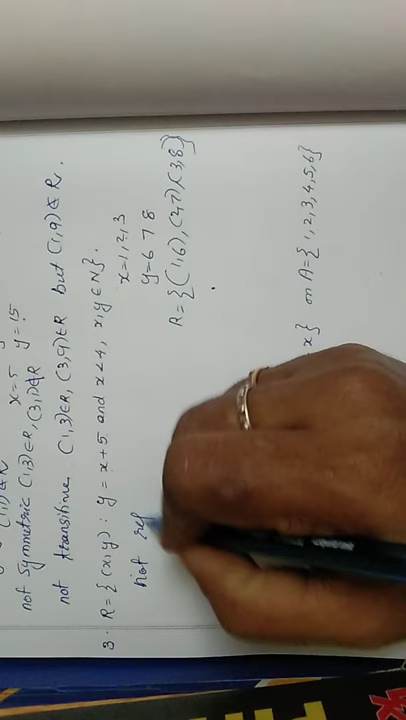 (1,1) ∉ R
not symmetric (1,3)∈R, (3,1)∉R x=5 y=15
not transitive (1,3)∈R, (3,9)∈R but (1,9)∉R.
3. R={(x,y): y=x+5 and x<4, x,y∈N}.
x=1,2,3
y=6 7 8
not ref
R={(1,6),(2,7),(3,8)}
x} on A={1,2,3,4,5,6}